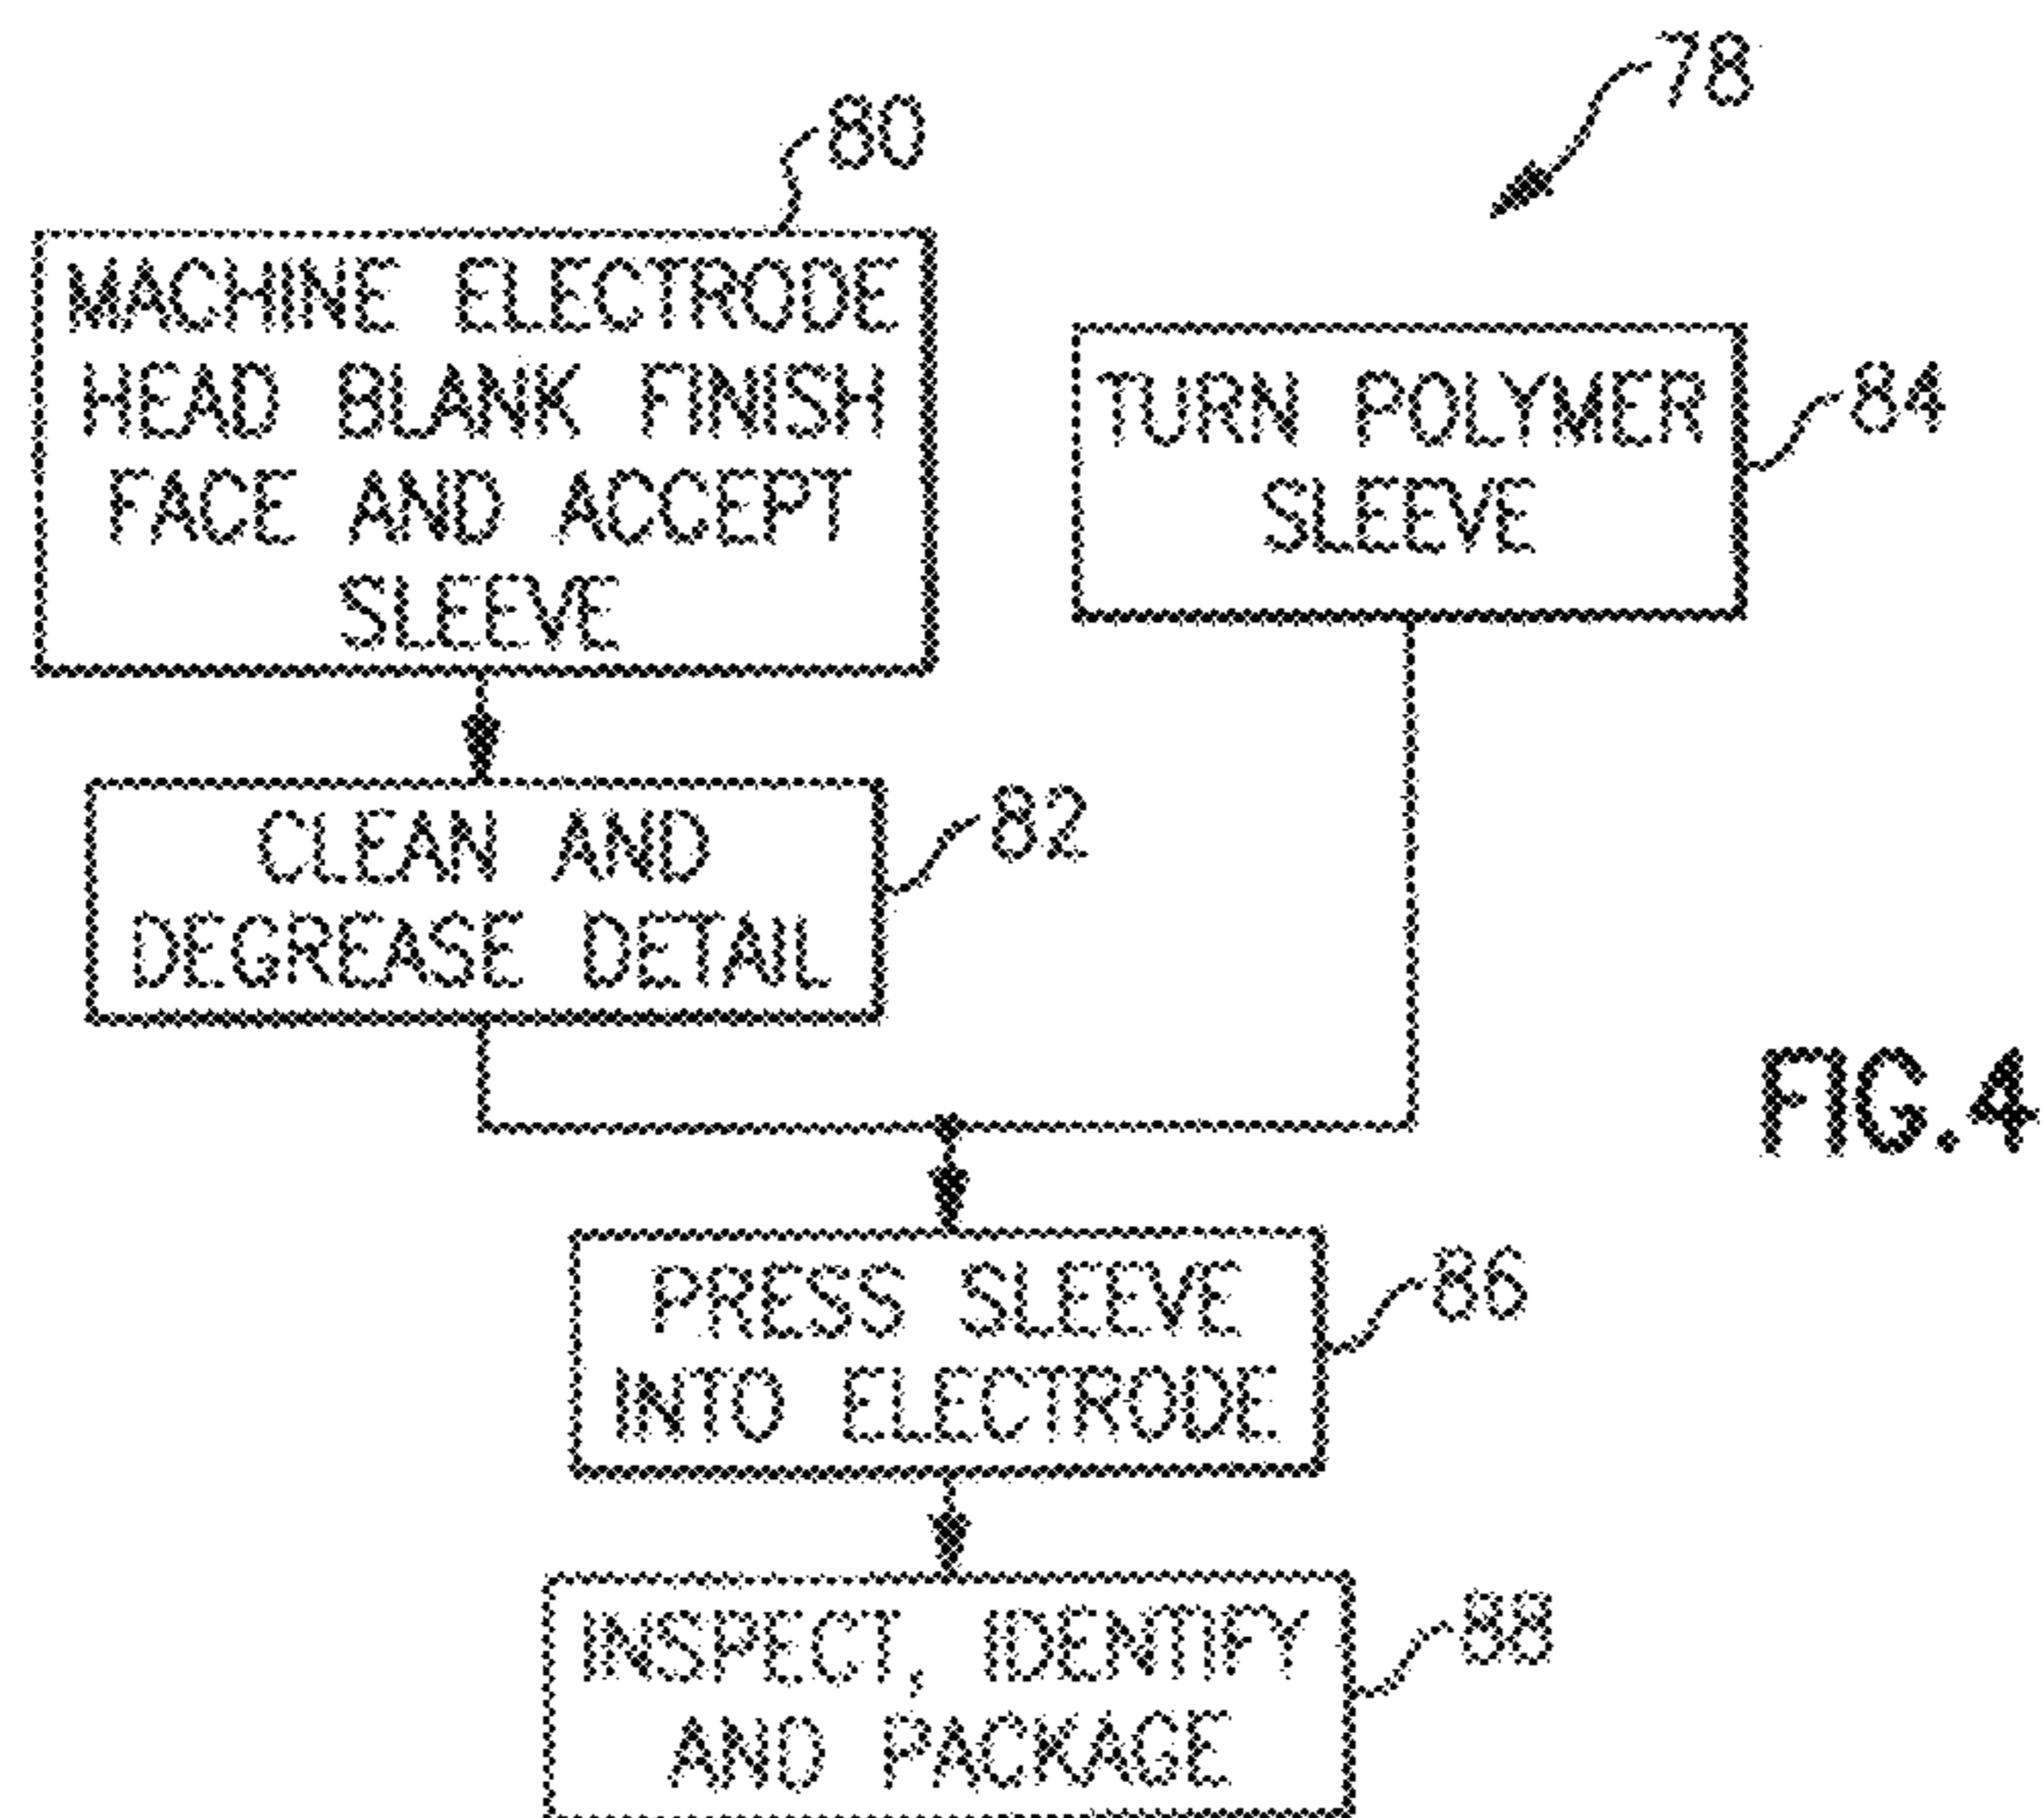 78
80
MACHINE ELECTRODE
HEAD BLANK FINISH
FACE AND ACCEPT
SLEEVE
TURN POLYMER
SLEEVE
84
CLEAN AND
DEGREASE DETAIL
82
FIG.4
PRESS SLEEVE
INTO ELECTRODE
86
INSPECT, IDENTIFY
AND PACKAGE
88